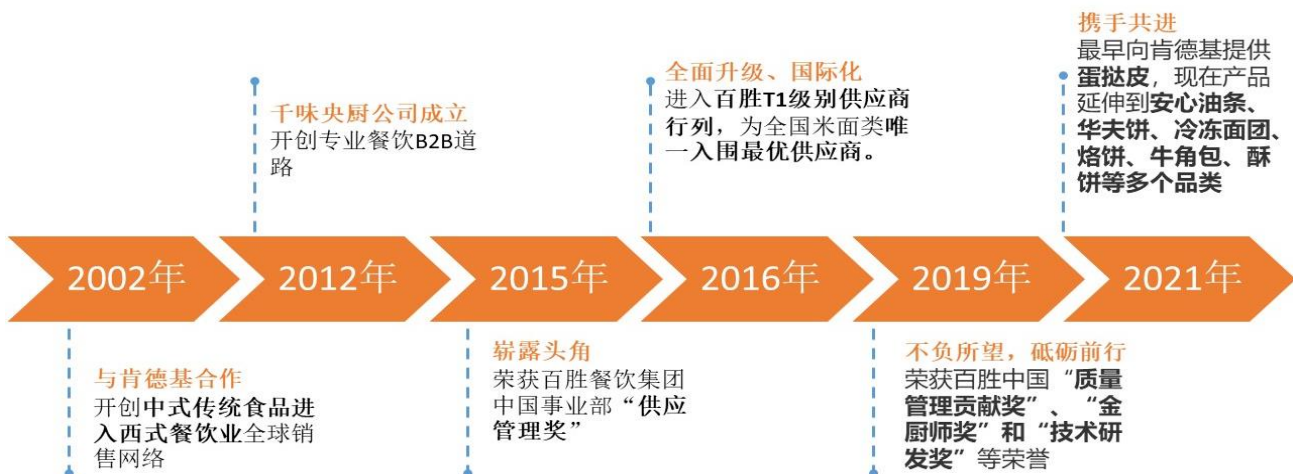 携手共进
最早向肯德基提供
蛋挞皮，现在产品
延伸到安心油条、
华夫饼、冷冻面团、
烙饼、牛角包、酥
饼等多个品类
全面升级、国际化
进入百胜T1级别供应商
行列，为全国米面类唯
一入围最优供应商。
千味央厨公司成立
开创专业餐饮B2B道
路
2002年
2012年
2015年
2016年
2019年
2021年
与肯德基合作
开创中式传统食品进
入西式餐饮业全球销
售网络
崭露头角
荣获百胜餐饮集团
中国事业部“供应
管理奖”
不负所望，砥砺前行
荣获百胜中国“质量
管理贡献奖”、“金
厨师奖”和“技术研
发奖”等荣誉